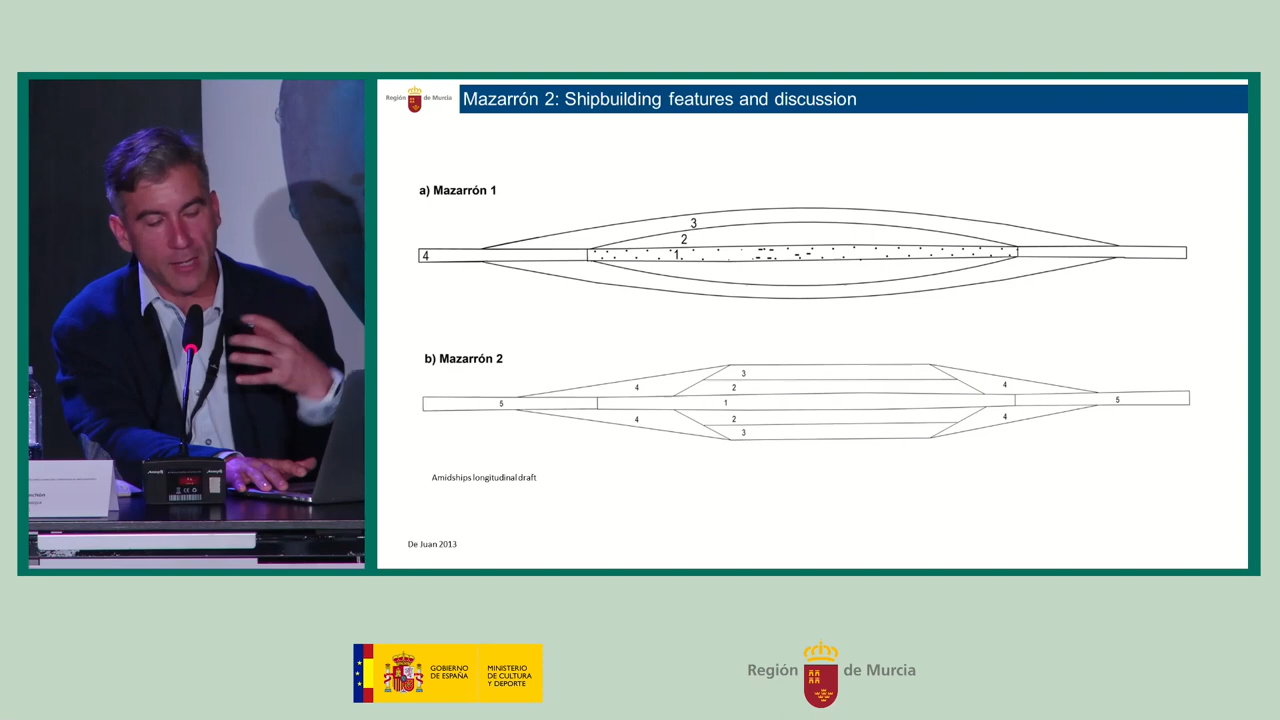 Región de Murcia
Mazarrón 2: Shipbuilding features and discussion
a) Mazarrón 1
3
2
1
4
b) Mazarrón 2
3
4
4
2
5
1
5
4
2
4
3
Amidships longitudinal draft
De Juan 2013
GOBIERNO DE ESPAÑA
MINISTERIO DE CULTURA Y DEPORTE
Región de Murcia